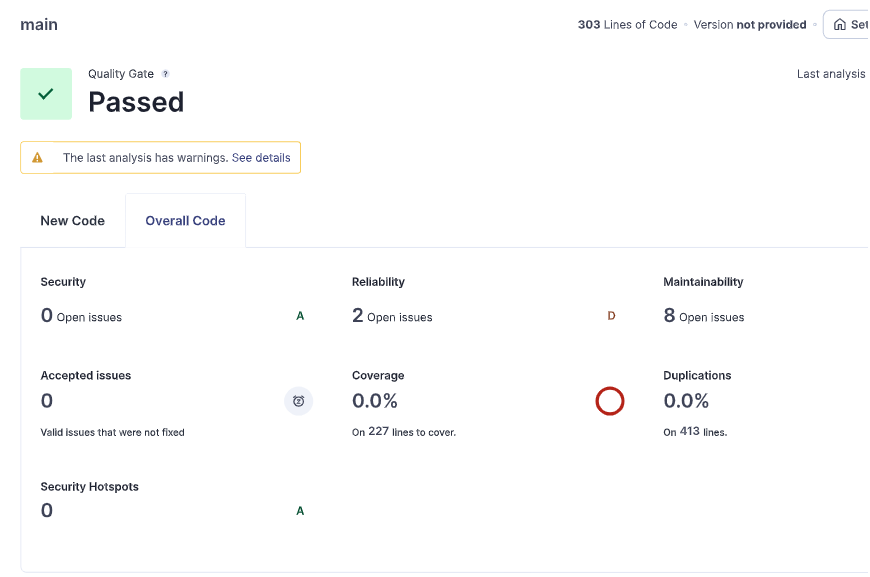 main
303 Lines of Code • Version not provided •
Set
Quality Gate ?
Last analysis
Passed
The last analysis has warnings. See details
New Code
Overall Code
Security
Reliability
Maintainability
0 Open issues
A
2 Open issues
D
8 Open issues
Accepted issues
Coverage
Duplications
0
0.0%
0.0%
Valid issues that were not fixed
On 227 lines to cover.
On 413 lines.
Security Hotspots
0
A